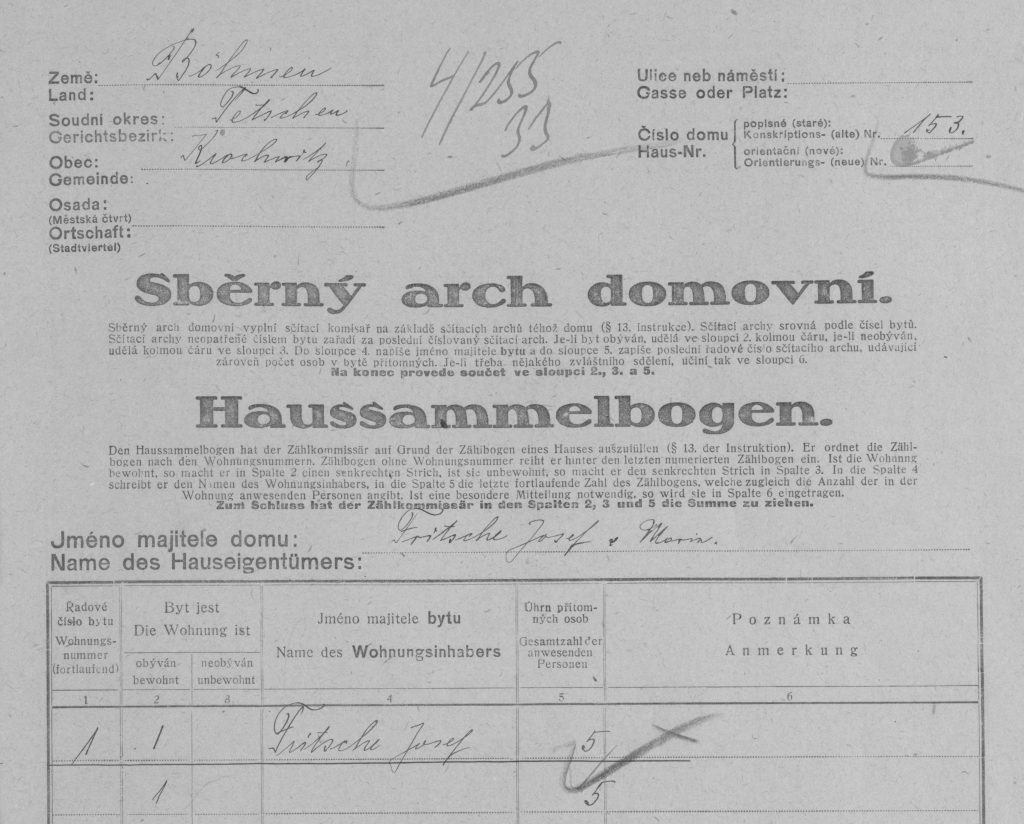 Země: Böhmen
Land:
Soudní okres: Tetschen
Gerichtsbezirk:
Obec: Krochwitz.
Gemeinde:
Osada:
(Městská čtvrt)
Ortschaft:
(Stadtviertel)
4/255
33
Ulice neb náměstí:
Gasse oder Platz:
Číslo domu
Haus-Nr.
popisné (staré):
Konskriptions- (alte) Nr. 153.
orientační (nové):
Orientierungs- (neue) Nr.
Sběrný arch domovní.
Sběrný arch domovní vyplní sčítací komisař na základě sčítacích archů téhož domu (§ 13. instrukce). Sčítací archy srovná podle čísel bytů.
Sčítací archy neopatřené číslem bytu zařadí za poslední číslovaný sčítací arch. Je-li byt obýván, udělá ve sloupci 2. kolmou čáru, je-li neobýván,
udělá kolmou čáru ve sloupci 3. Do sloupce 4. napíše jméno majitele bytu a do sloupce 5. zapíše poslední řadové číslo sčítacího archu, udávající
zároveň počet osob v bytě přítomných. Je-li třeba nějakého zvláštního sdělení, učiní tak ve sloupci 6.
Na konec provede součet ve sloupci 2., 3. a 5.
Haussammelbogen.
Den Haussammelbogen hat der Zählkommissär auf Grund der Zählbogen eines Hauses auszufüllen (§ 13. der Instruktion). Er ordnet die Zähl-
bogen nach den Wohnungsnummern. Zählbogen ohne Wohnungsnummer reiht er hinter den letzten numerierten Zählbogen ein. Ist die Wohnung
bewohnt, so macht er in Spalte 2 einen senkrechten Strich, ist sie unbewohnt, so macht er den senkrechten Strich in Spalte 3. In die Spalte 4
schreibt er den Namen des Wohnungsinhabers, in die Spalte 5 die letzte fortlaufende Zahl des Zählbogens, welche zugleich die Anzahl der in der
Wohnung anwesenden Personen angibt. Ist eine besondere Mitteilung notwendig, so wird sie in Spalte 6 eingetragen.
Zum Schluss hat der Zählkommissär in den Spalten 2, 3 und 5 die Summe zu ziehen.
Jméno majitele domu: Fritsche Josef u Maria.
Name des Hauseigentümers:
Řadové
číslo bytu
Wohnungs-
nummer
(fortlaufend)
Byt jest
Die Wohnung ist
obýván
bewohnt
neobýván
unbewohnt
Jméno majitele bytu
Name des Wohnungsinhabers
Úhrn přítom-
ných osob
Gesamtzahl der
anwesenden
Personen
Poznámka
Anmerkung
1 2 3 4 5 6
1 1 Fritsche Josef 5
1 5